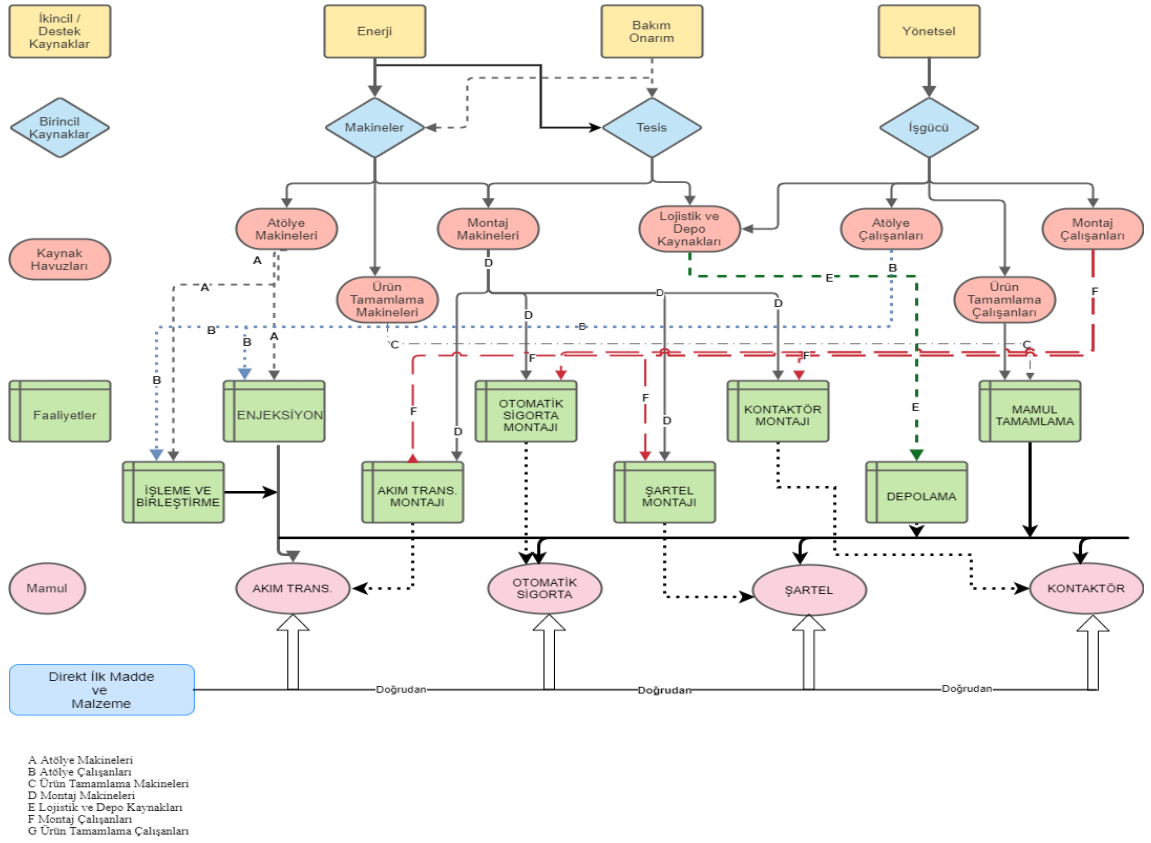 İkincil /
Destek
Kaynaklar
Enerji
Bakım
Onarım
Yönetsel
Birincil
Kaynaklar
Makineler
Tesis
İşgücü
Kaynak
Havuzları
Atölye
Makineleri
Montaj
Makineleri
Lojistik ve
Depo
Kaynakları
Atölye
Çalışanları
Montaj
Çalışanları
Ürün
Tamamlama
Makineleri
Ürün
Tamamlama
Çalışanları
A
A
D
B
E
F
D
B
B
A
D
D
E
B
C
F
F
C
B
F
D
F
D
E
Faaliyetler
ENJEKSİYON
OTOMATİK
SİGORTA
MONTAJI
KONTAKTÖR
MONTAJI
MAMUL
TAMAMLAMA
İŞLEME VE
BİRLEŞTİRME
AKIM TRANS.
MONTAJI
ŞARTEL
MONTAJI
DEPOLAMA
Mamul
AKIM TRANS.
OTOMATİK
SİGORTA
ŞARTEL
KONTAKTÖR
Direkt İlk Madde
ve
Malzeme
Doğrudan
Doğrudan
Doğrudan
A Atölye Makineleri
B Atölye Çalışanları
C Ürün Tamamlama Makineleri
D Montaj Makineleri
E Lojistik ve Depo Kaynakları
F Montaj Çalışanları
G Ürün Tamamlama Çalışanları